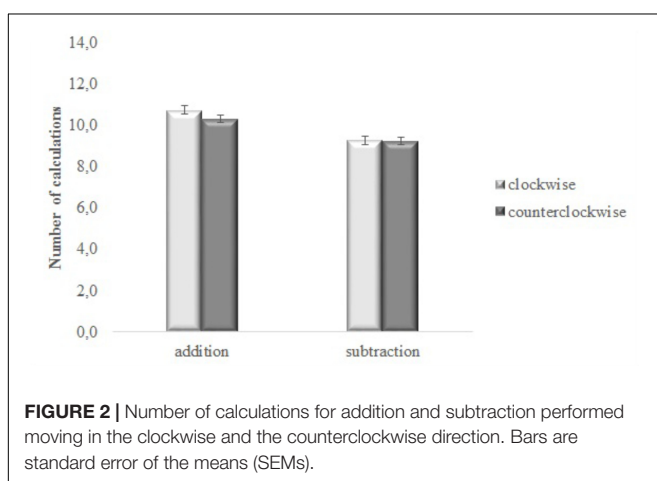 14,0
12,0
10,0
8,0
6,0
4,0
2,0
0,0
Number of calculations
addition
subtraction
clockwise
counterclockwise
FIGURE 2 | Number of calculations for addition and subtraction performed
moving in the clockwise and the counterclockwise direction. Bars are
standard error of the means (SEMs).